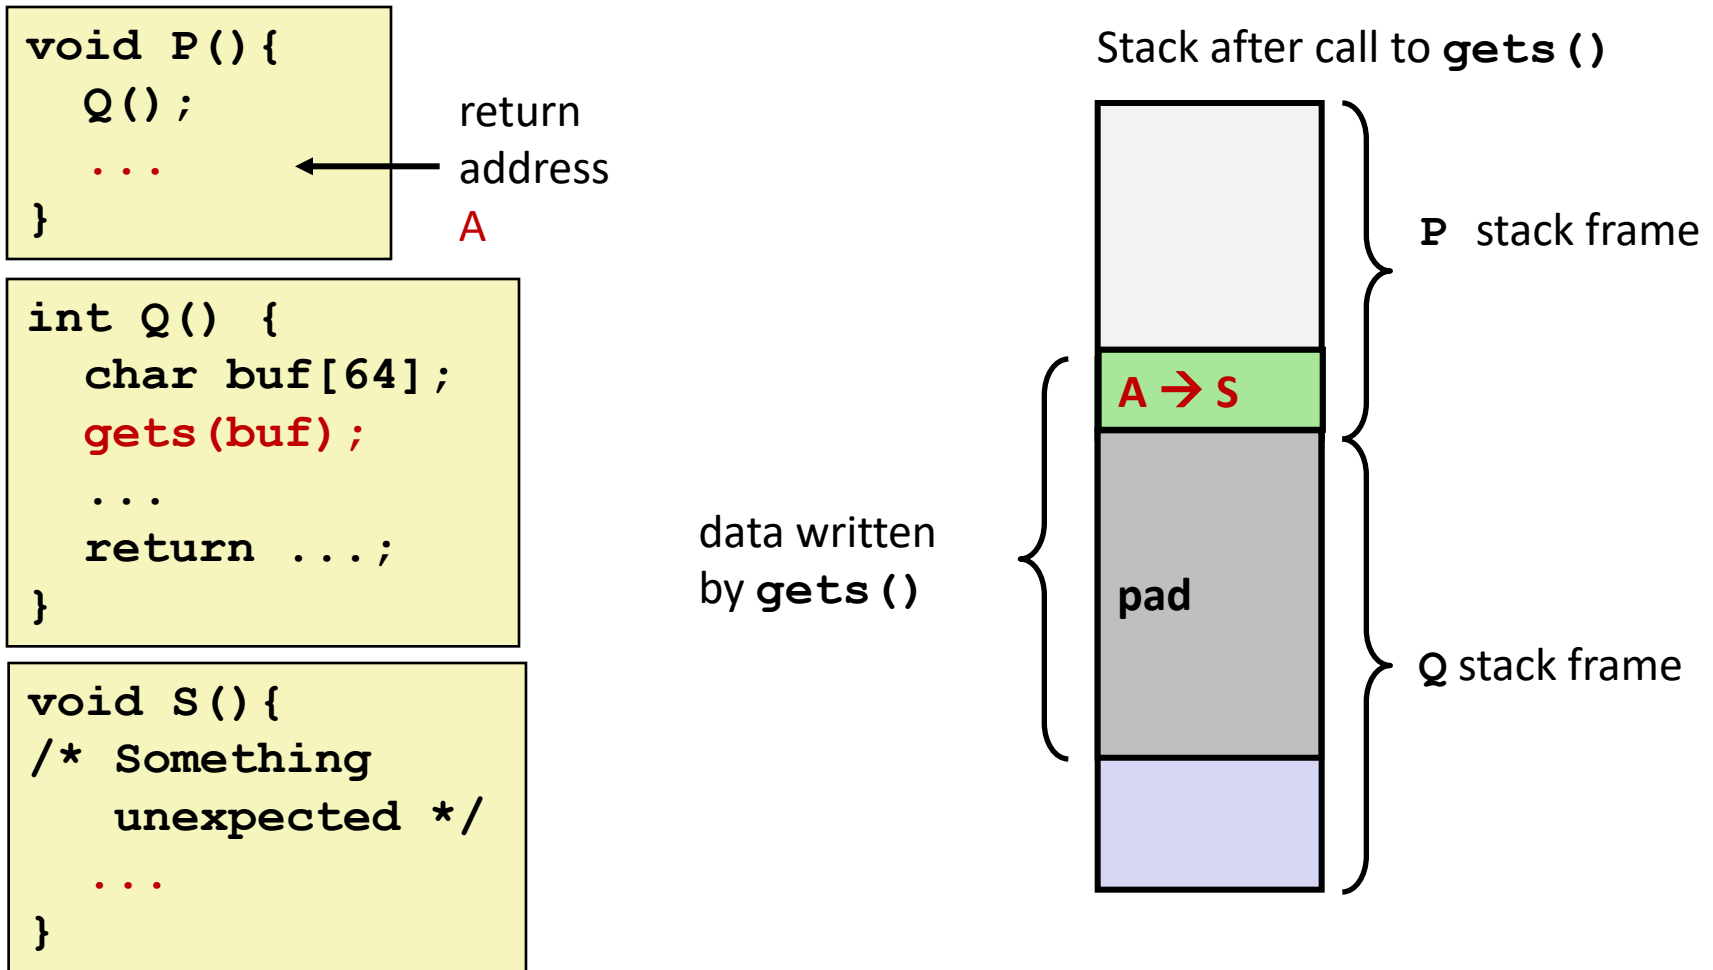 void P(){
  Q();
  ...
}
return
address
A
int Q() {
  char buf[64];
  gets(buf);
  ...
  return ...;
}
void S(){
/* Something
   unexpected */
  ...
}
Stack after call to gets()
P stack frame
A → S
data written
by gets()
pad
Q stack frame